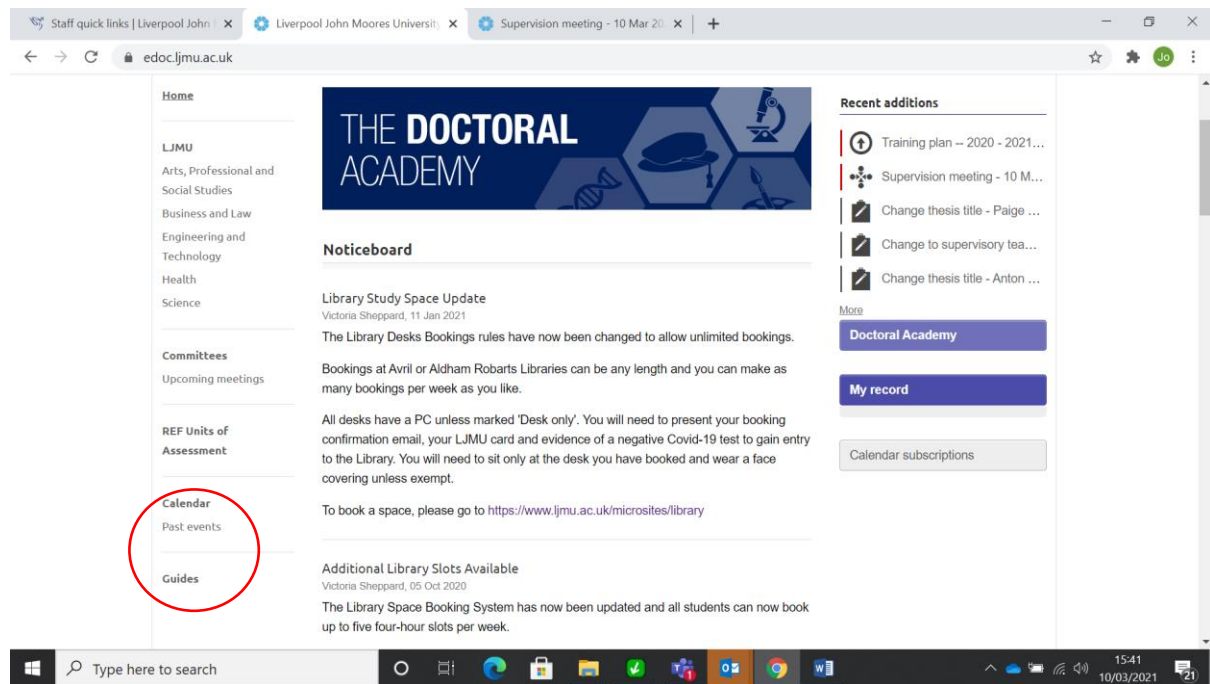 Staff quick links | Liverpool John
Liverpool John Moores University
Supervision meeting - 10 Mar 20
edoc.ljmu.ac.uk
Jo
Home
LJMU
Arts, Professional and
Social Studies
Business and Law
Engineering and
Technology
Health
Science
Committees
Upcoming meetings
REF Units of
Assessment
Calendar
Past events
Guides
THE DOCTORAL
ACADEMY
Noticeboard
Library Study Space Update
Victoria Sheppard, 11 Jan 2021
The Library Desks Bookings rules have now been changed to allow unlimited bookings.
Bookings at Avril or Aldham Robarts Libraries can be any length and you can make as
many bookings per week as you like.
All desks have a PC unless marked 'Desk only'. You will need to present your booking
confirmation email, your LJMU card and evidence of a negative Covid-19 test to gain entry
to the Library. You will need to sit only at the desk you have booked and wear a face
covering unless exempt.
To book a space, please go to https://www.ljmu.ac.uk/microsites/library
Additional Library Slots Available
Victoria Sheppard, 05 Oct 2020
The Library Space Booking System has now been updated and all students can now book
up to five four-hour slots per week.
Recent additions
Training plan -- 2020 - 2021...
Supervision meeting - 10 M...
Change thesis title - Paige ...
Change to supervisory tea...
Change thesis title - Anton ...
More
Doctoral Academy
My record
Calendar subscriptions
Type here to search
15:41
10/03/2021
21